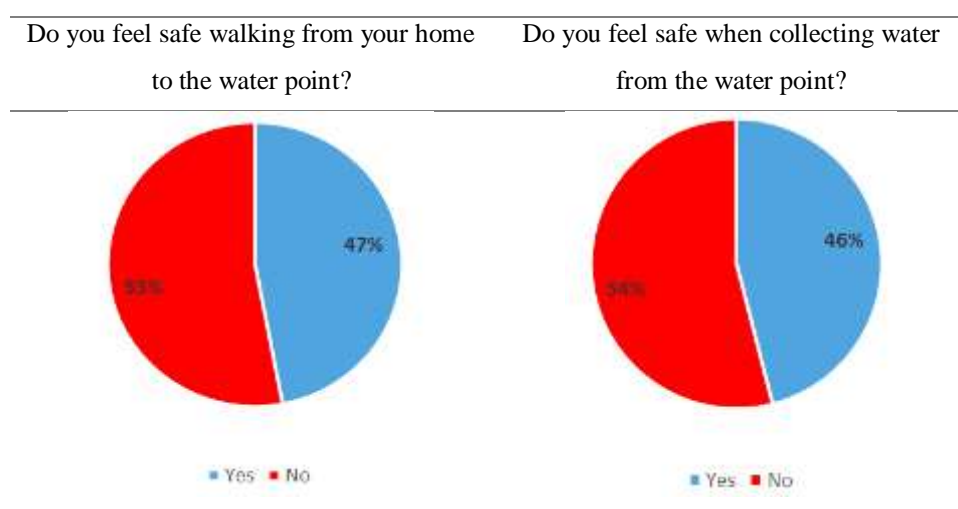 Do you feel safe walking from your home
to the water point?
Do you feel safe when collecting water
from the water point?
47%
53%
46%
54%
Yes No
Yes No